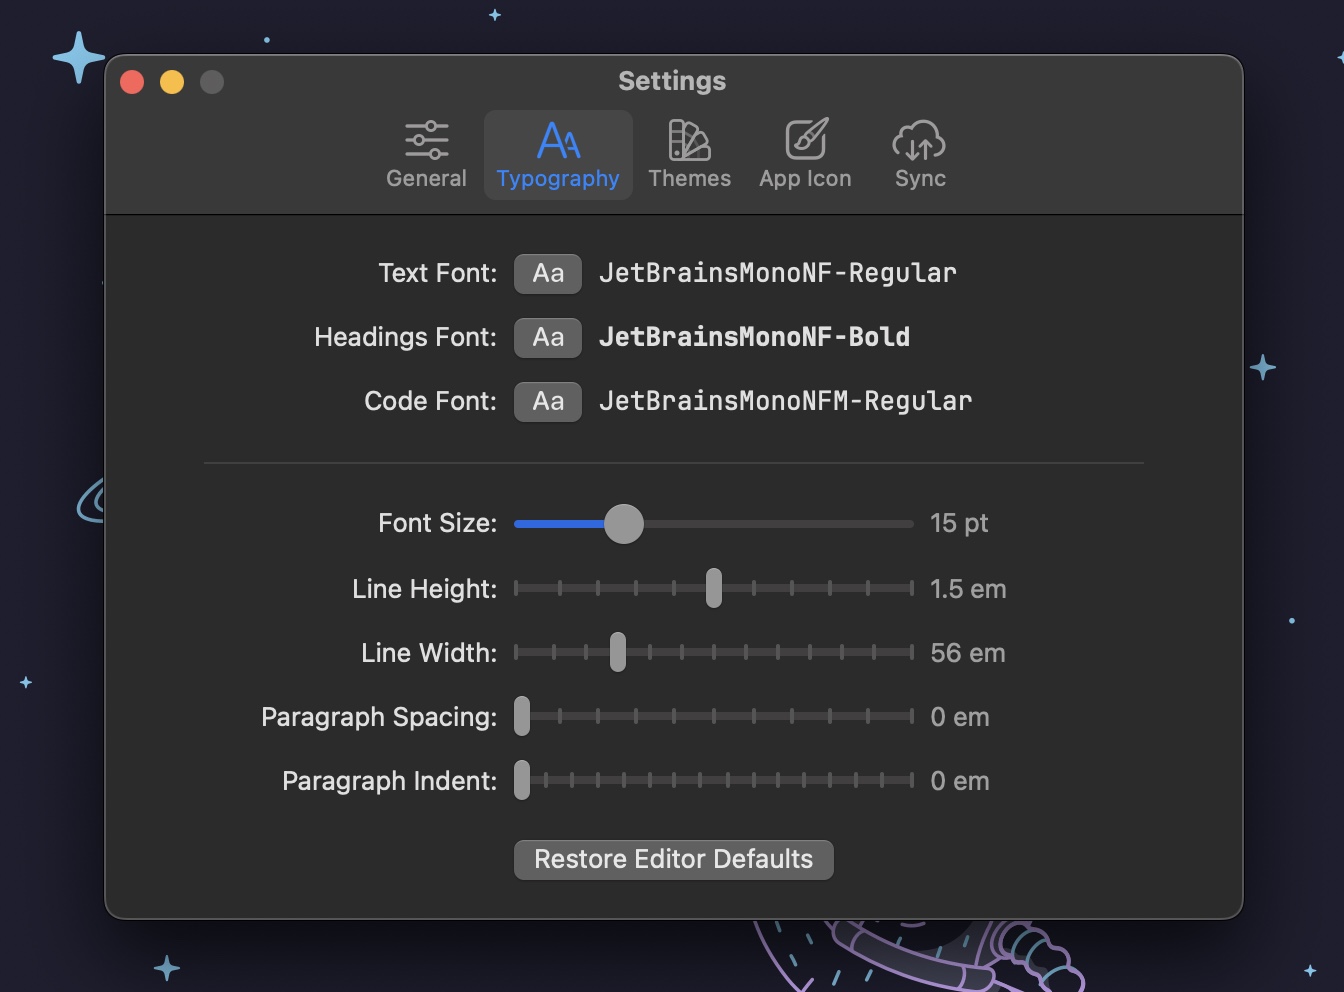 Settings
General Typography Themes App Icon Sync
Text Font: Aa JetBrainsMonoNF-Regular
Headings Font: Aa JetBrainsMonoNF-Bold
Code Font: Aa JetBrainsMonoNFM-Regular
Font Size: 15 pt
Line Height: 1.5 em
Line Width: 56 em
Paragraph Spacing: 0 em
Paragraph Indent: 0 em
Restore Editor Defaults